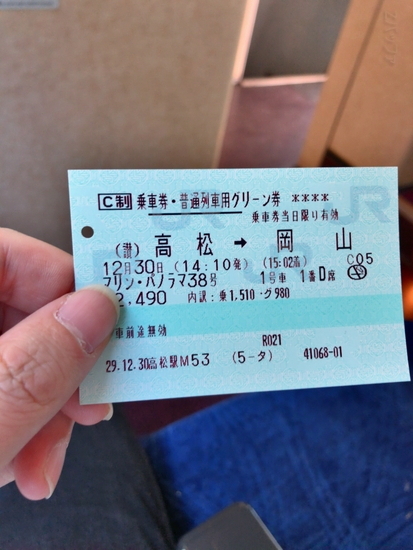 C制 乗車券・普通列車用グリーン券 ****
乗車券当日限り有効
(讃) 高松 → 岡山
12月30日 (14:10発) (15:02着) C05
マリン・パノラマ38号 1号車 1番D席
2,490 内訳:乗1,510・グ980
車前途無効
R021
29.12.30高松駅M53 (5-タ) 41068-01